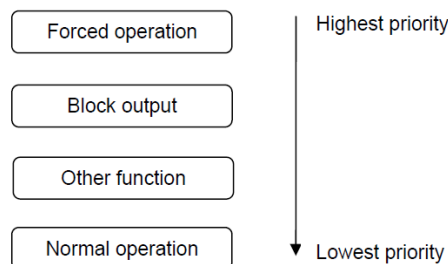 Forced operation
Highest priority
Block output
Other function
Normal operation
Lowest priority